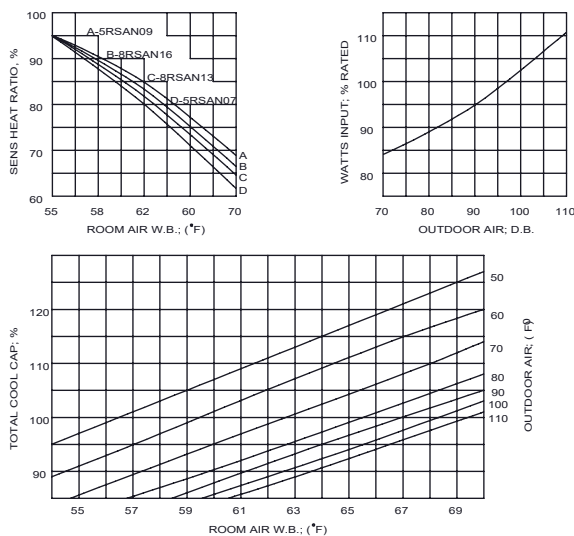 100
90
80
70
60
SENS HEAT RATIO, %
A-5RSAN09
B-8RSAN16
C-8RSAN13
D-5RSAN07
A
B
C
D
55 58 62 60 70
ROOM AIR W.B.; (°F)
110
100
90
80
WATTS INPUT; % RATED
70 80 90 100 110
OUTDOOR AIR; D.B.
120
110
100
90
TOTAL COOL CAP; %
50
60
70
80
90
100
110
OUTDOOR AIR; (°F)
55 57 59 61 63 65 67 69
ROOM AIR W.B.; (°F)